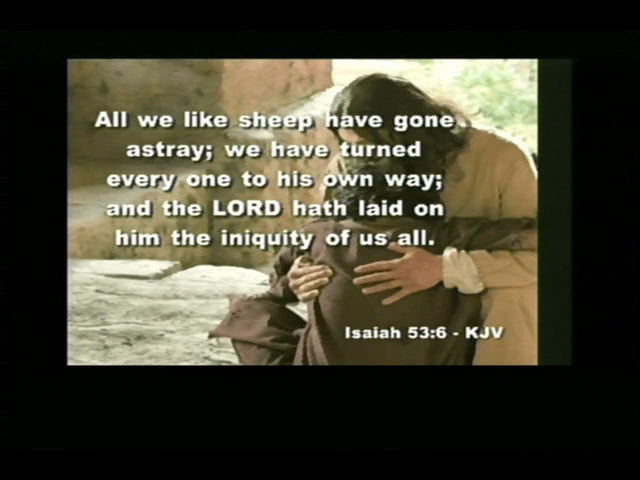 All we like sheep have gone
astray; we have turned
every one to his own way;
and the LORD hath laid on
him the iniquity of us all.
Isaiah 53:6 - KJV